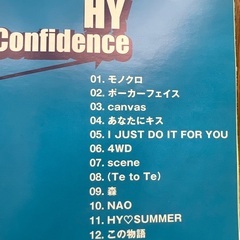 HY
Confidence
01. モノクロ
02. ポーカーフェイス
03. canvas
04. あなたにキス
05. I JUST DO IT FOR YOU
06. 4WD
07. scene
08. (Te to Te)
09. 森
10. NAO
11. HY♡SUMMER
12. この物語